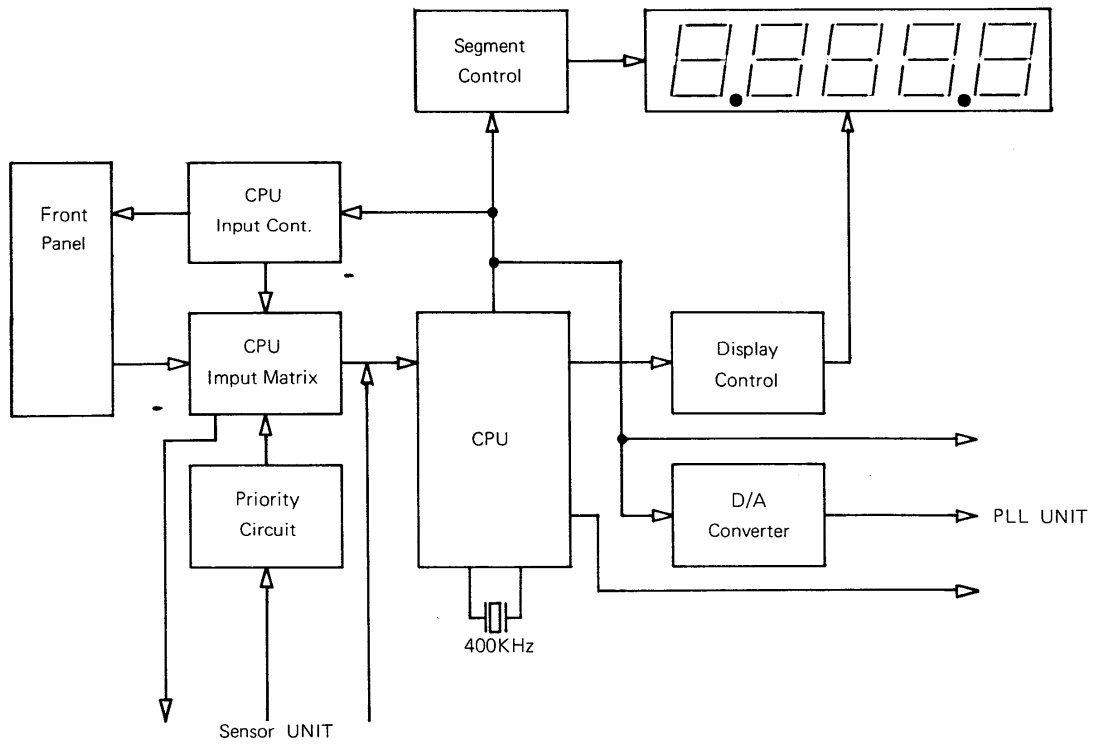 Segment
Control
Front
Panel
CPU
Input Cont.
CPU
Imput Matrix
CPU
Display
Control
Priority
Circuit
D/A
Converter
PLL UNIT
400KHz
Sensor UNIT